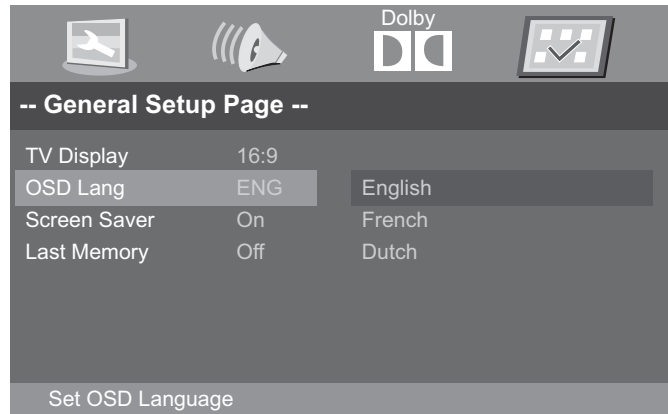 Dolby
-- General Setup Page --
TV Display 16:9
OSD Lang ENG English
Screen Saver On French
Last Memory Off Dutch
Set OSD Language